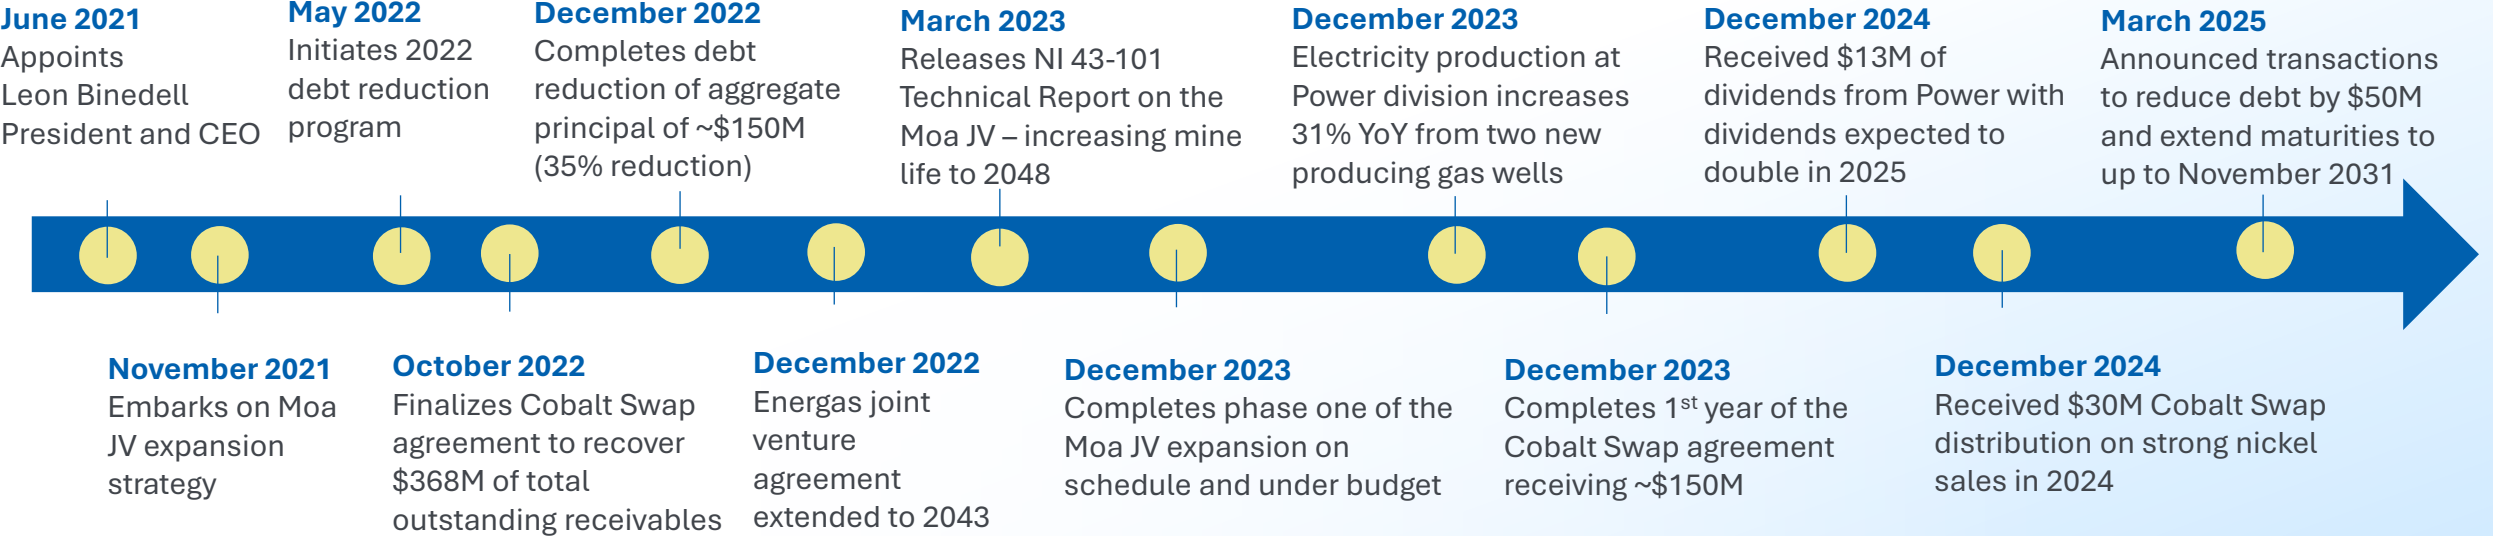 June 2021
Appoints
Leon Binedell
President and CEO
May 2022
Initiates 2022
debt reduction
program
December 2022
Completes debt
reduction of aggregate
principal of ~$150M
(35% reduction)
March 2023
Releases NI 43-101
Technical Report on the
Moa JV – increasing mine
life to 2048
December 2023
Electricity production at
Power division increases
31% YoY from two new
producing gas wells
December 2024
Received $13M of
dividends from Power with
dividends expected to
double in 2025
March 2025
Announced transactions
to reduce debt by $50M
and extend maturities to
up to November 2031
November 2021
Embarks on Moa
JV expansion
strategy
October 2022
Finalizes Cobalt Swap
agreement to recover
$368M of total
outstanding receivables
December 2022
Energas joint
venture
agreement
extended to 2043
December 2023
Completes phase one of the
Moa JV expansion on
schedule and under budget
December 2023
Completes 1st year of the
Cobalt Swap agreement
receiving ~$150M
December 2024
Received $30M Cobalt Swap
distribution on strong nickel
sales in 2024